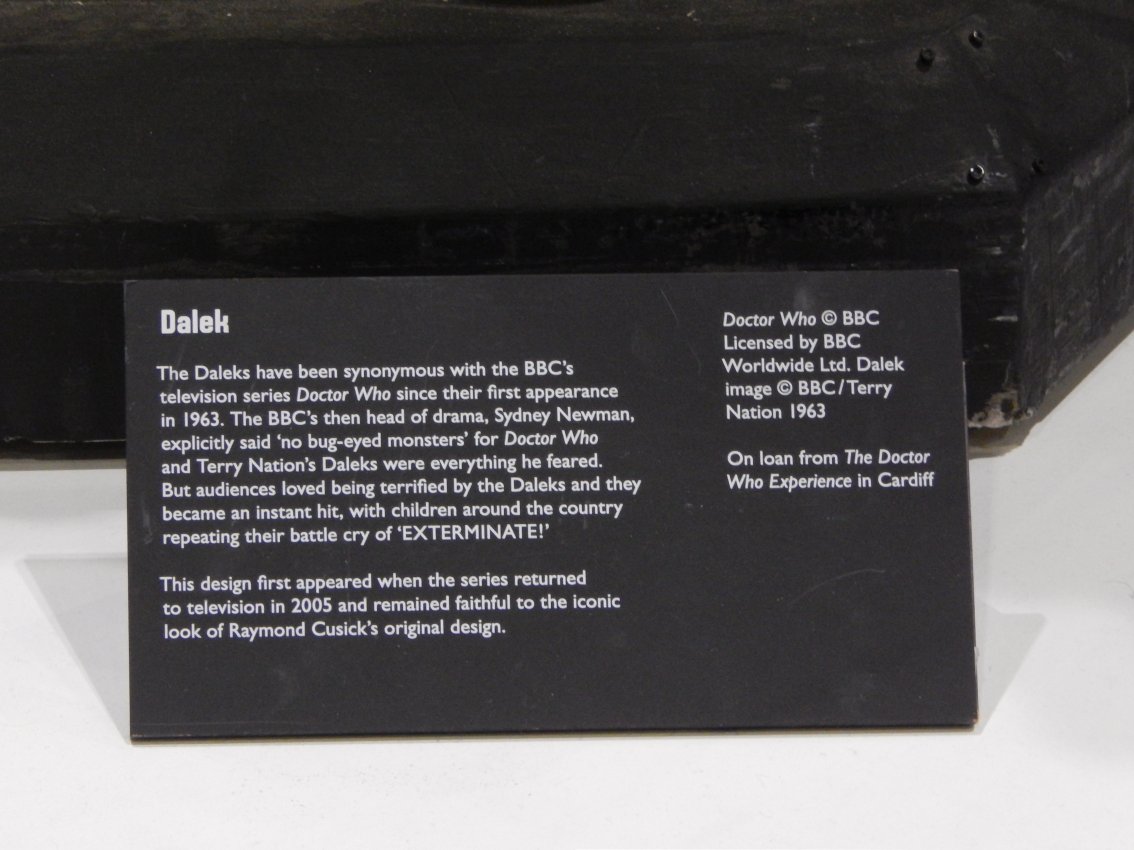 Dalek
The Daleks have been synonymous with the BBC's
television series Doctor Who since their first appearance
in 1963. The BBC's then head of drama, Sydney Newman,
explicitly said ‘no bug-eyed monsters’ for Doctor Who
and Terry Nation's Daleks were everything he feared.
But audiences loved being terrified by the Daleks and they
became an instant hit, with children around the country
repeating their battle cry of ‘EXTERMINATE!’
This design first appeared when the series returned
to television in 2005 and remained faithful to the iconic
look of Raymond Cusick's original design.
Doctor Who © BBC
Licensed by BBC
Worldwide Ltd. Dalek
image © BBC/Terry
Nation 1963
On loan from The Doctor
Who Experience in Cardiff